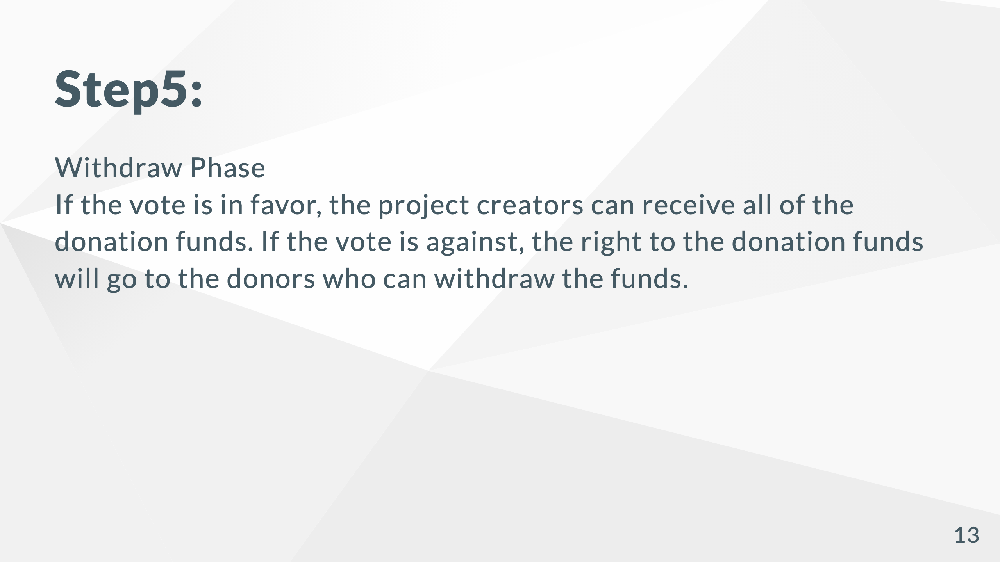 Step5:
Withdraw Phase
If the vote is in favor, the project creators can receive all of the
donation funds. If the vote is against, the right to the donation funds
will go to the donors who can withdraw the funds.
13